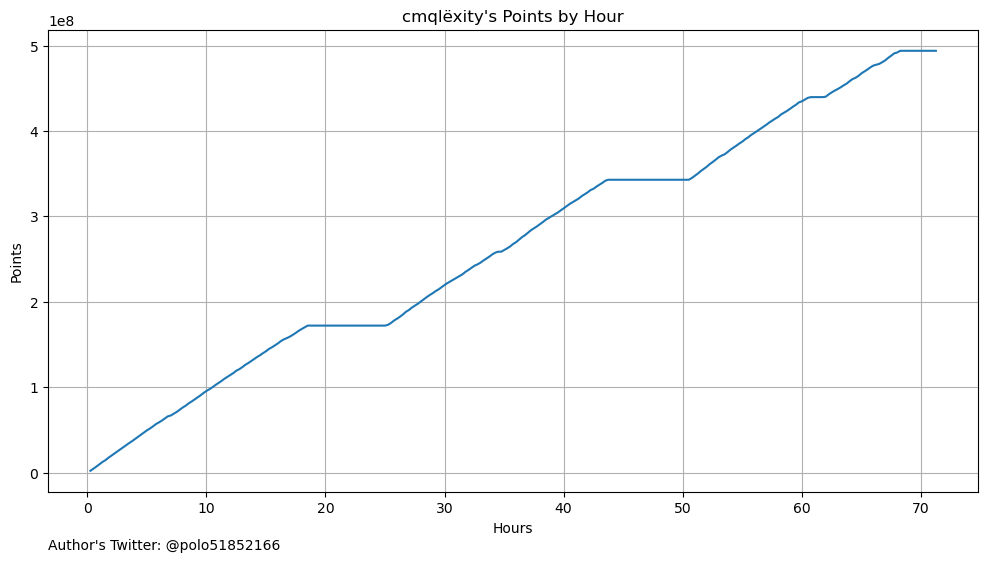 cmqlëxity's Points by Hour
1e8
5
4
3
2
1
0
Points
0 10 20 30 40 50 60 70
Hours
Author's Twitter: @polo51852166